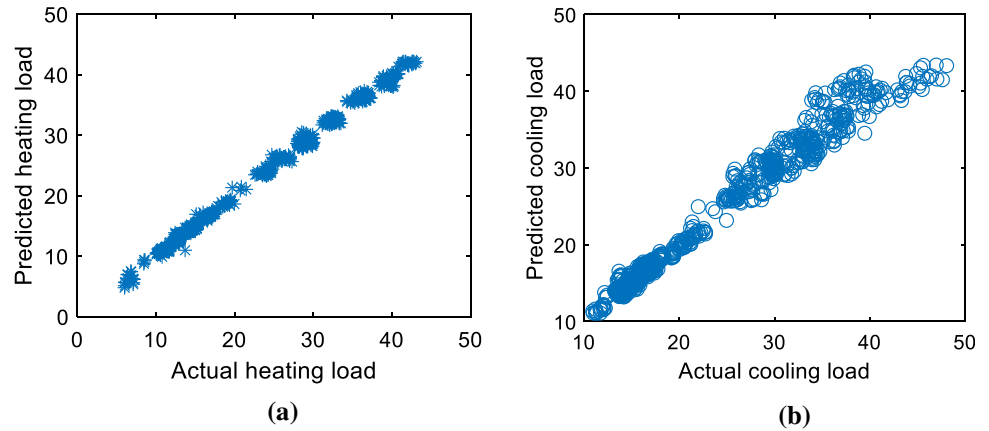 50
40
30
20
10
0
Predicted heating load
0 10 20 30 40 50
Actual heating load
(a)
50
40
30
20
10
Predicted cooling load
10 20 30 40 50
Actual cooling load
(b)